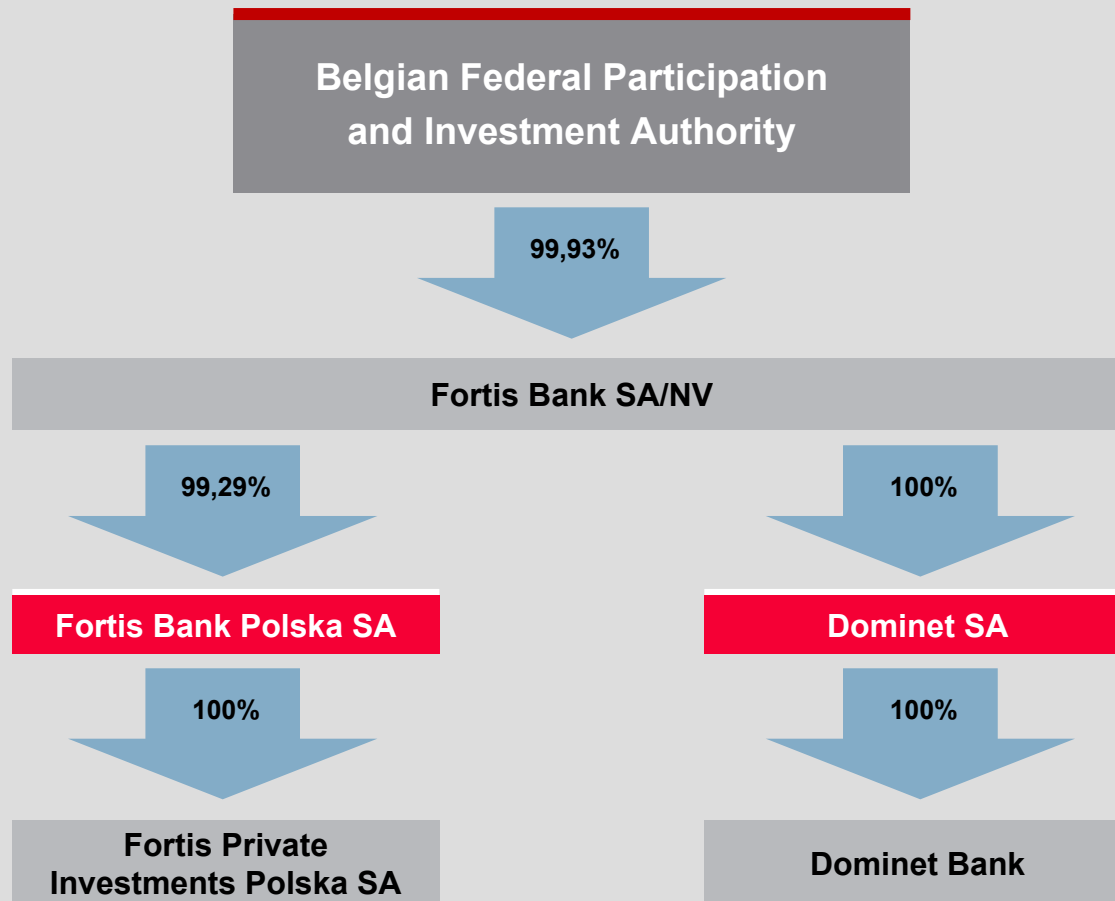 Belgian Federal Participation
and Investment Authority
99,93%
Fortis Bank SA/NV
99,29%
100%
Fortis Bank Polska SA
Dominet SA
100%
100%
Fortis Private
Investments Polska SA
Dominet Bank